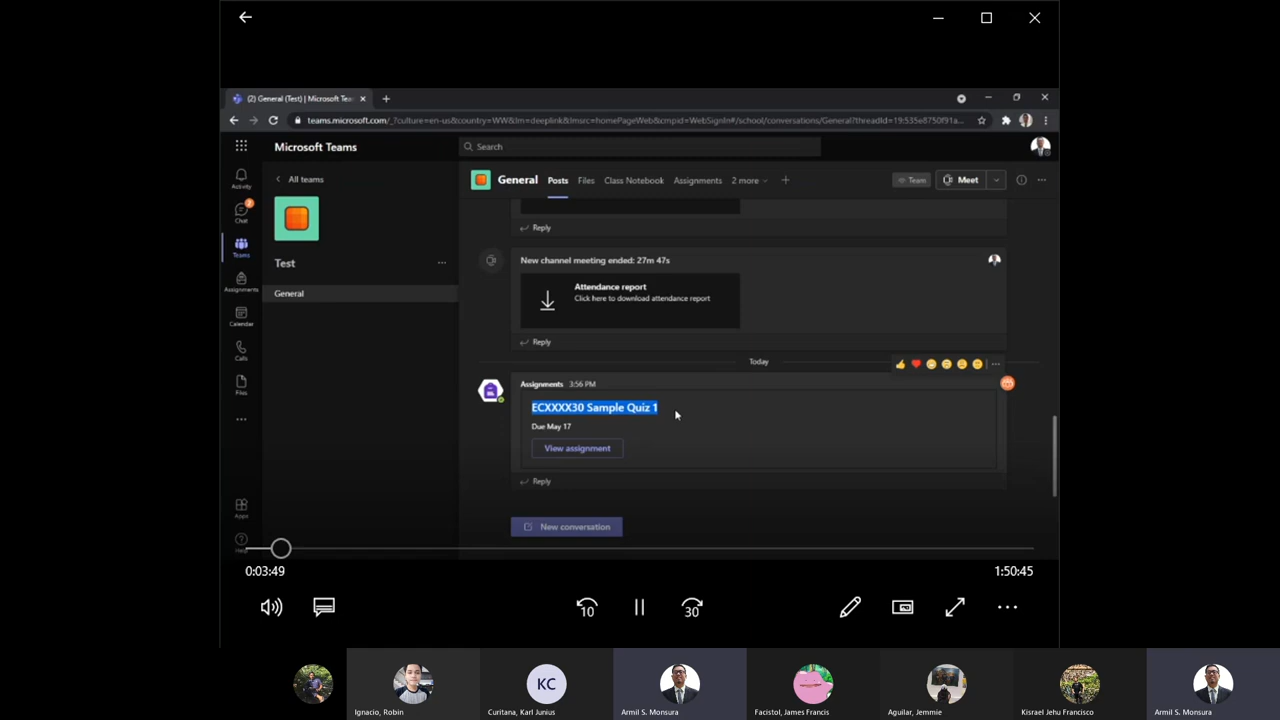 (2) General (Test) | Microsoft Tea
teams.microsoft.com/_?culture=en-us&country=WW&lm=deeplink&lmsrc=homePageWeb&cmpid=WebSignIn#/school/conversations/General?threadId=19:535e8750f91a...
Microsoft Teams
Search
Activity
All teams
General
Posts
Files
Class Notebook
Assignments
2 more
Team
Meet
2
Chat
Reply
Teams
Test
New channel meeting ended: 27m 47s
Attendance report
Click here to download attendance report
Assignments
General
Calendar
Reply
Calls
Today
Files
Assignments 3:56 PM
ECXXXX30 Sample Quiz 1
Due May 17
View assignment
Reply
Apps
New conversation
Help
0:03:49
1:50:45
10
30
KC
Ignacio, Robin
Curitana, Karl Junius
Armil S. Monsura
Facistol, James Francis
Aguilar, Jemmie
Kisrael Jehu Francisco
Armil S. Monsura